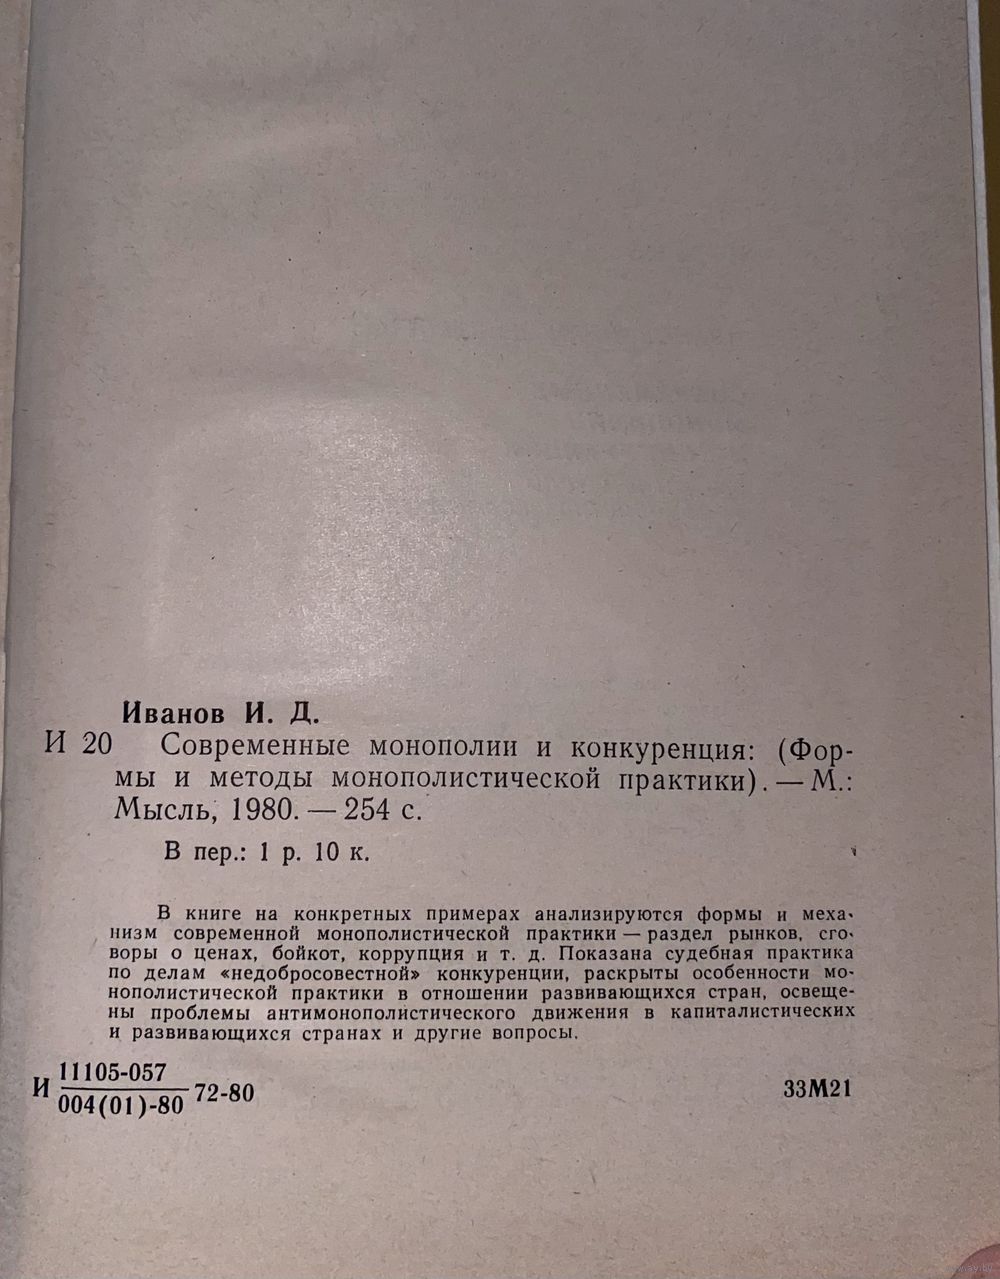 Иванов И. Д.
И 20 Современные монополии и конкуренция: (Фор-
мы и методы монополистической практики). — М.:
Мысль, 1980. — 254 с.
В пер.: 1 р. 10 к.
В книге на конкретных примерах анализируются формы и меха-
низм современной монополистической практики — раздел рынков, сго-
воры о ценах, бойкот, коррупция и т. д. Показана судебная практика
по делам «недобросовестной» конкуренции, раскрыты особенности мо-
нополистической практики в отношении развивающихся стран, освеще-
ны проблемы антимонополистического движения в капиталистических
и развивающихся странах и другие вопросы.
11105-057
И 72-80 33М21
004(01)-80